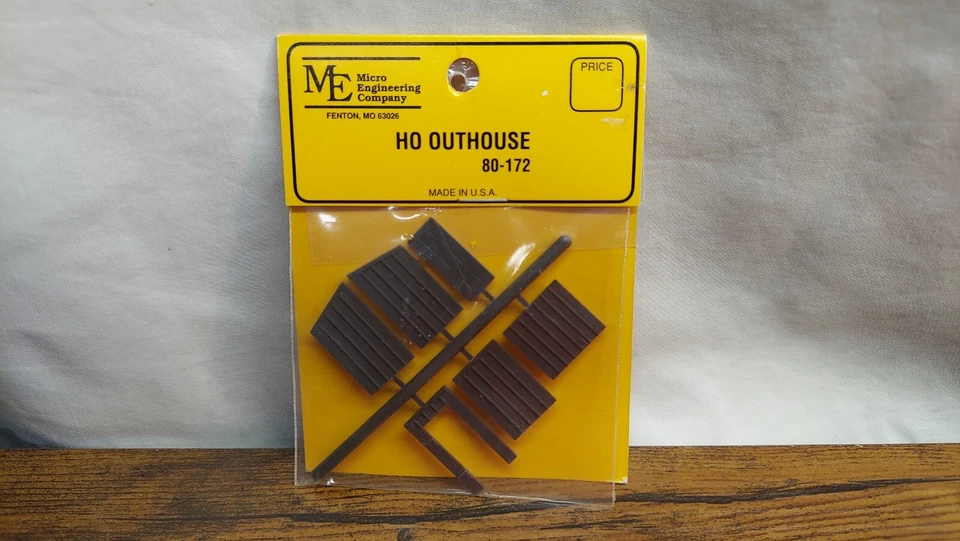 ME Micro
Engineering
Company
FENTON, MO 63026
PRICE
HO OUTHOUSE
80-172
MADE IN U.S.A.